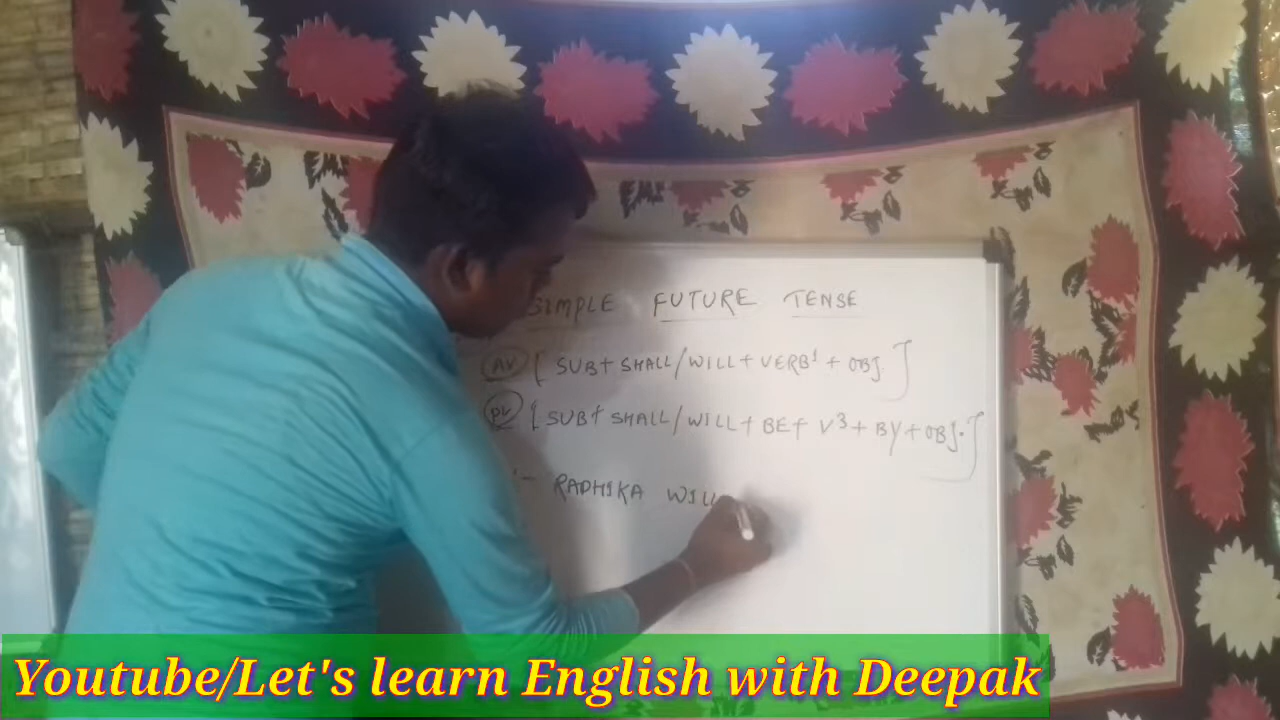 SIMPLE FUTURE TENSE
AV [ SUB+ SHALL/WILL+ VERB¹ + OBJ. ]
PV [ SUB+ SHALL/WILL+ BE+ V³+ BY+ OBJ. ]
:- RADHIKA WILL
Youtube/Let's learn English with Deepak